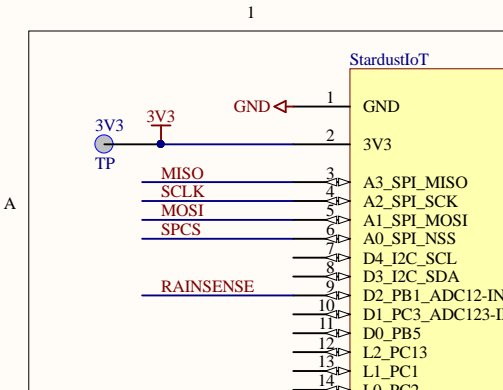 1
StardustIoT
GND 1 GND
3V3 3V3 2 3V3
TP
MISO 3 A3_SPI_MISO
A SCLK 4 A2_SPI_SCK
MOSI 5 A1_SPI_MOSI
SPCS 6 A0_SPI_NSS
7 D4_I2C_SCL
8 D3_I2C_SDA
RAINSENSE 9 D2_PB1_ADC12-IN
10 D1_PC3_ADC123-I
11 D0_PB5
12 L2_PC13
13 L1_PC1
14 L0_PC2